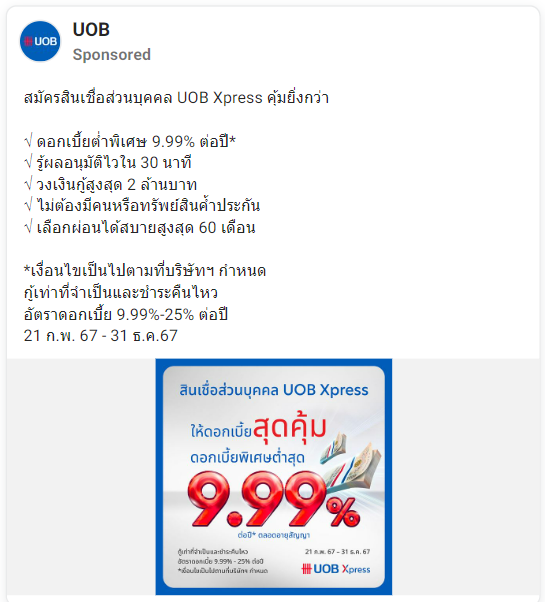 UOB
UOB
Sponsored
สมัครสินเชื่อส่วนบุคคล UOB Xpress คุ้มยิ่งกว่า
√ ดอกเบี้ยต่ำพิเศษ 9.99% ต่อปี*
√ รู้ผลอนุมัติไวใน 30 นาที
√ วงเงินกู้สูงสุด 2 ล้านบาท
√ ไม่ต้องมีคนหรือทรัพย์สินค้ำประกัน
√ เลือกผ่อนได้สบายสูงสุด 60 เดือน
*เงื่อนไขเป็นไปตามที่บริษัทฯ กำหนด
กู้เท่าที่จำเป็นและชำระคืนไหว
อัตราดอกเบี้ย 9.99%-25% ต่อปี
21 ก.พ. 67 - 31 ธ.ค.67
สินเชื่อส่วนบุคคล UOB Xpress
ให้ดอกเบี้ยสุดคุ้ม
ดอกเบี้ยพิเศษต่ำสุด
9.99%
ต่อปี* ตลอดอายุสัญญา
กู้เท่าที่จำเป็นและชำระคืนไหว
21 ก.พ. 67 – 31 ธ.ค. 67
อัตราดอกเบี้ย 9.99% - 25% ต่อปี
*เงื่อนไขเป็นไปตามที่บริษัทฯ กำหนด
UOB Xpress